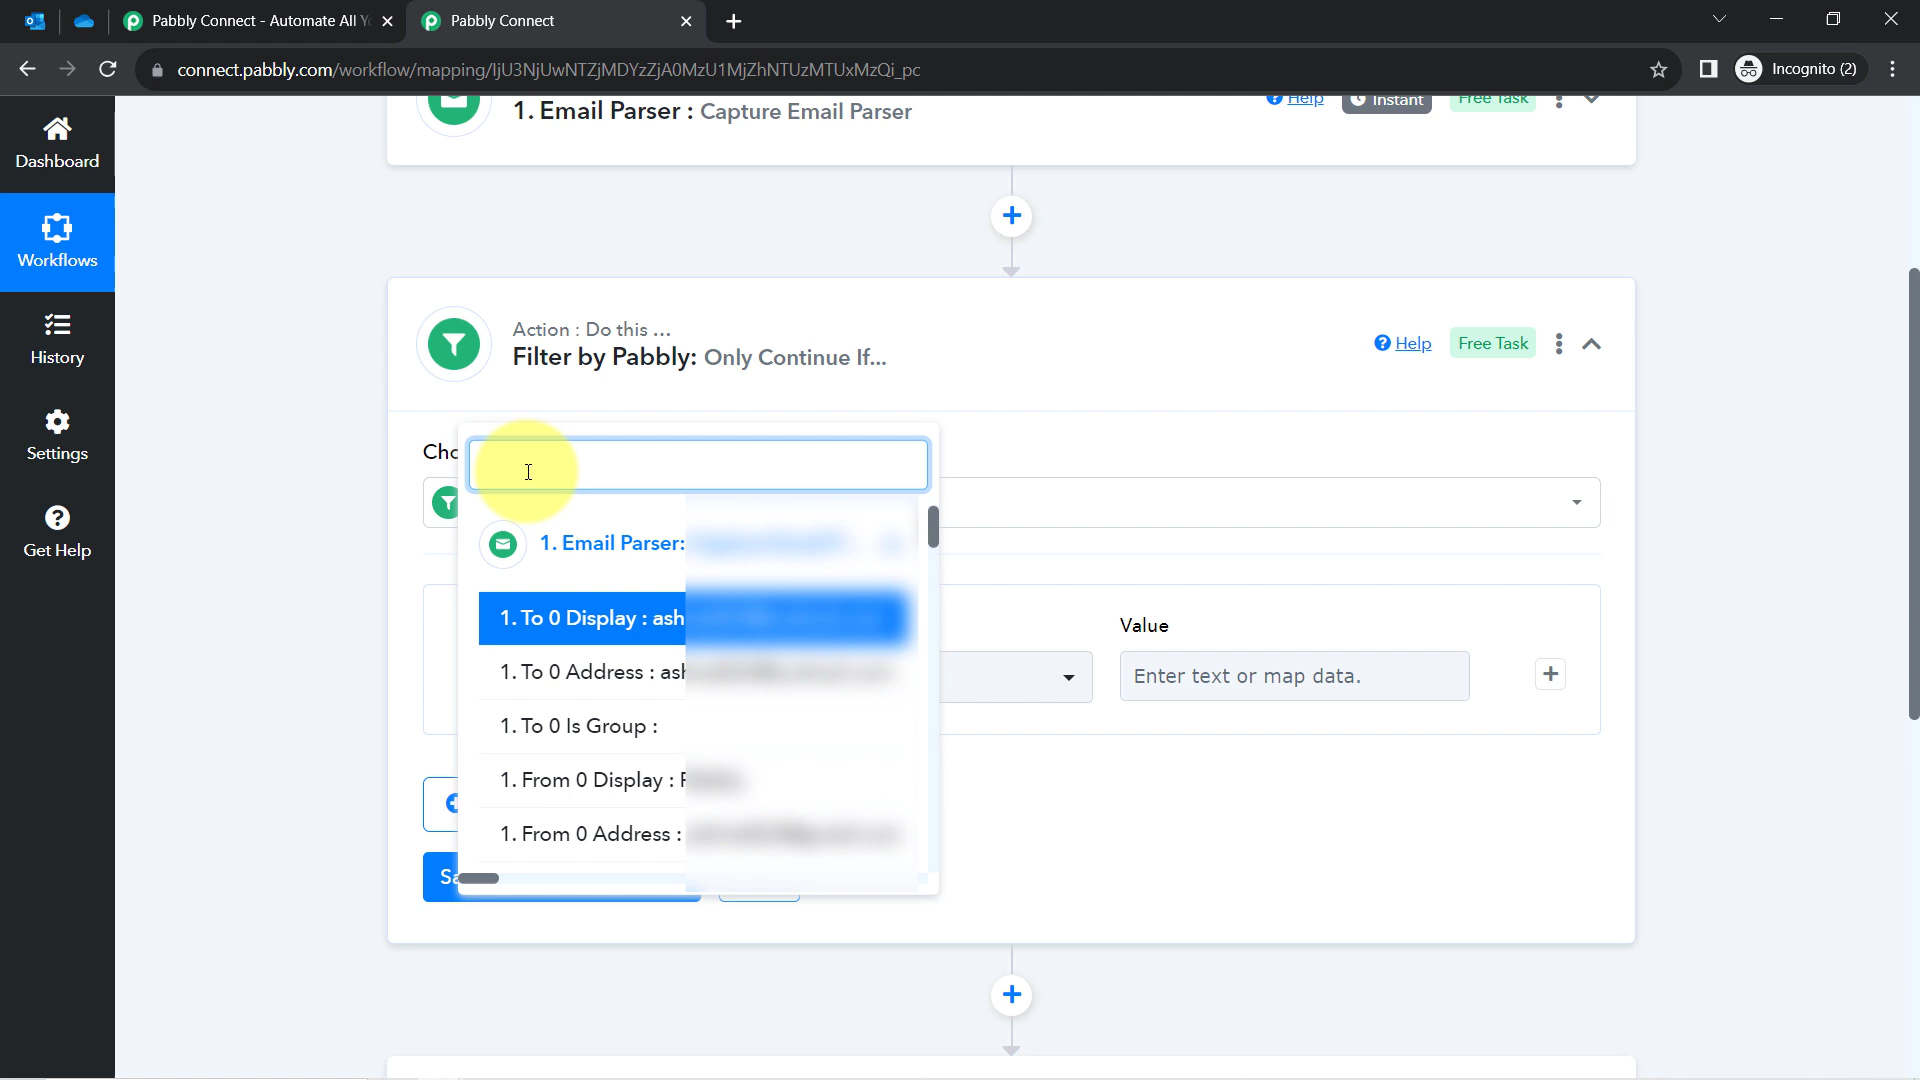 Pabbly Connect - Automate All Y
Pabbly Connect
connect.pabbly.com/workflow/mapping/IjU3NjUwNTZjMDYzZjA0MzU1MjZhNTUzMTUxMzQi_pc
Incognito (2)
Dashboard
Workflows
History
Settings
Get Help
1. Email Parser : Capture Email Parser
Help
Instant
Free Task
Action : Do this ...
Filter by Pabbly: Only Continue If...
Help
Free Task
Cho
1. Email Parser:
1. To 0 Display : ash
1. To 0 Address : ash
1. To 0 Is Group :
1. From 0 Display :
1. From 0 Address :
Value
Enter text or map data.
Sa